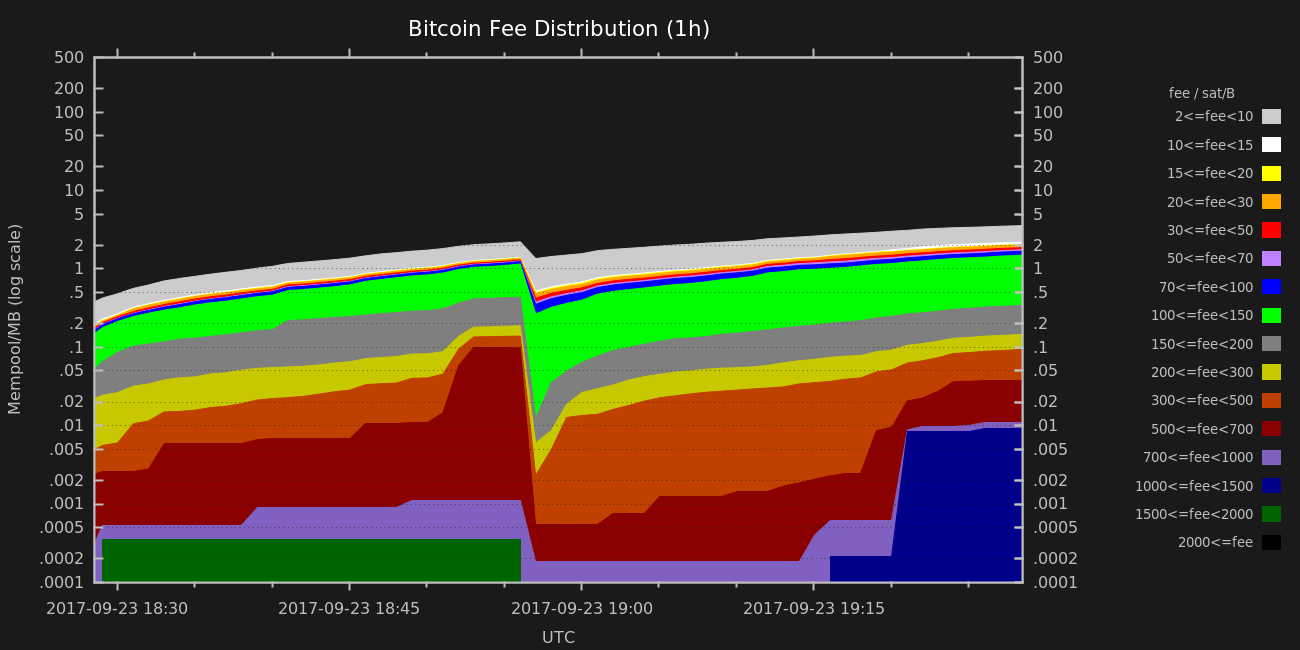 Bitcoin Fee Distribution (1h)
Mempool/MB (log scale)
500
200
100
50
20
10
5
2
1
.5
.2
.1
.05
.02
.01
.005
.002
.001
.0005
.0002
.0001
500
200
100
50
20
10
5
2
1
.5
.2
.1
.05
.02
.01
.005
.002
.001
.0005
.0002
.0001
2017-09-23 18:30
2017-09-23 18:45
2017-09-23 19:00
2017-09-23 19:15
UTC
fee / sat/B
2<=fee<10
10<=fee<15
15<=fee<20
20<=fee<30
30<=fee<50
50<=fee<70
70<=fee<100
100<=fee<150
150<=fee<200
200<=fee<300
300<=fee<500
500<=fee<700
700<=fee<1000
1000<=fee<1500
1500<=fee<2000
2000<=fee